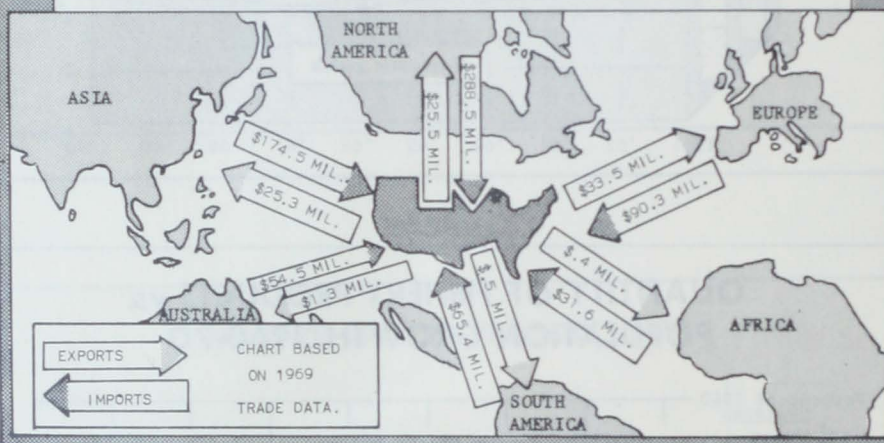 NORTH
AMERICA
ASIA
EUROPE
$25.5 MIL.
$288.5 MIL.
$174.5 MIL.
$25.3 MIL.
$33.5 MIL.
$90.3 MIL.
$54.5 MIL.
$1.3 MIL.
$.5 MIL.
$65.4 MIL.
$.4 MIL.
$31.6 MIL.
AUSTRALIA
AFRICA
SOUTH
AMERICA
EXPORTS
IMPORTS
CHART BASED
ON 1969
TRADE DATA.